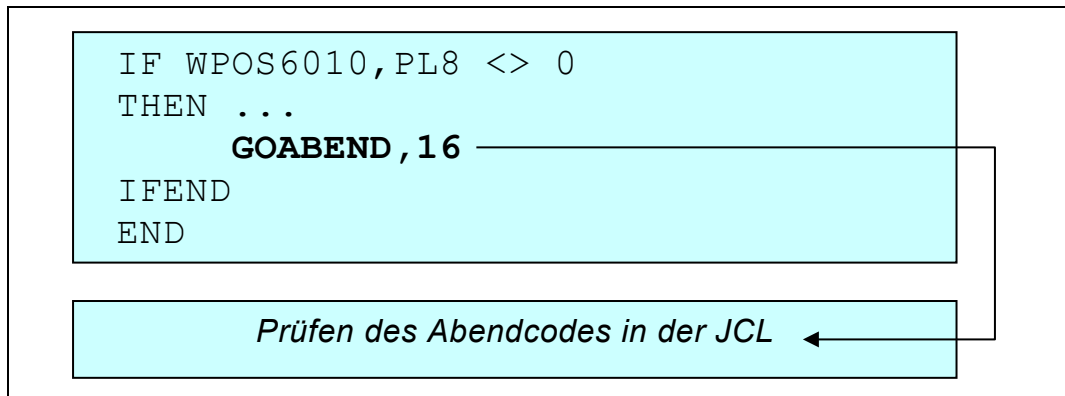 IF WPOS6010,PL8 <> 0
THEN ...
GOABEND,16
IFEND
END
Prüfen des Abendcodes in der JCL